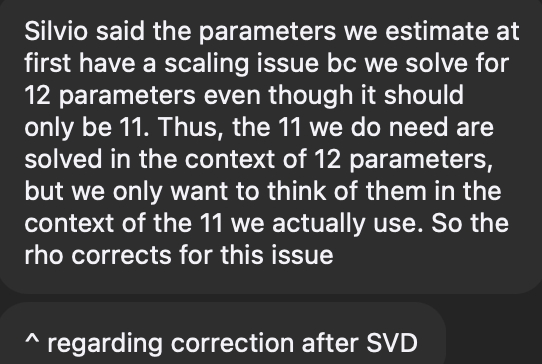 Silvio said the parameters we estimate at
first have a scaling issue bc we solve for
12 parameters even though it should
only be 11. Thus, the 11 we do need are
solved in the context of 12 parameters,
but we only want to think of them in the
context of the 11 we actually use. So the
rho corrects for this issue
^ regarding correction after SVD